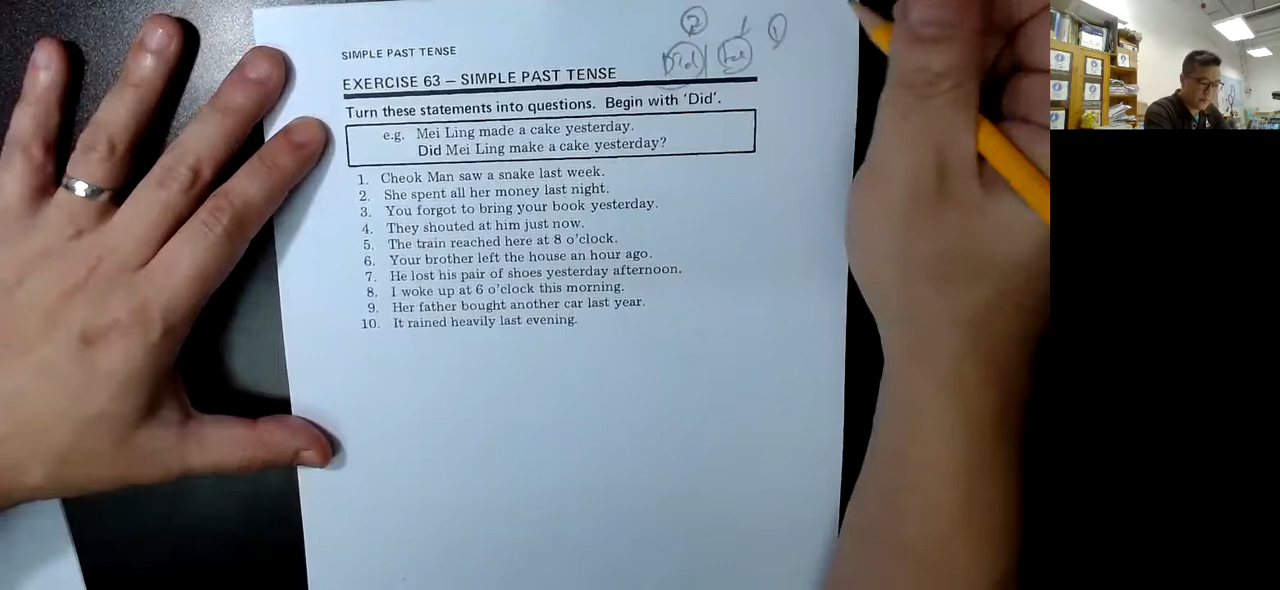 ② ①
Did
SIMPLE PAST TENSE
EXERCISE 63 – SIMPLE PAST TENSE
Turn these statements into questions. Begin with 'Did'.
e.g. Mei Ling made a cake yesterday.
Did Mei Ling make a cake yesterday?
1. Cheok Man saw a snake last week.
2. She spent all her money last night.
3. You forgot to bring your book yesterday.
4. They shouted at him just now.
5. The train reached here at 8 o'clock.
6. Your brother left the house an hour ago.
7. He lost his pair of shoes yesterday afternoon.
8. I woke up at 6 o'clock this morning.
9. Her father bought another car last year.
10. It rained heavily last evening.